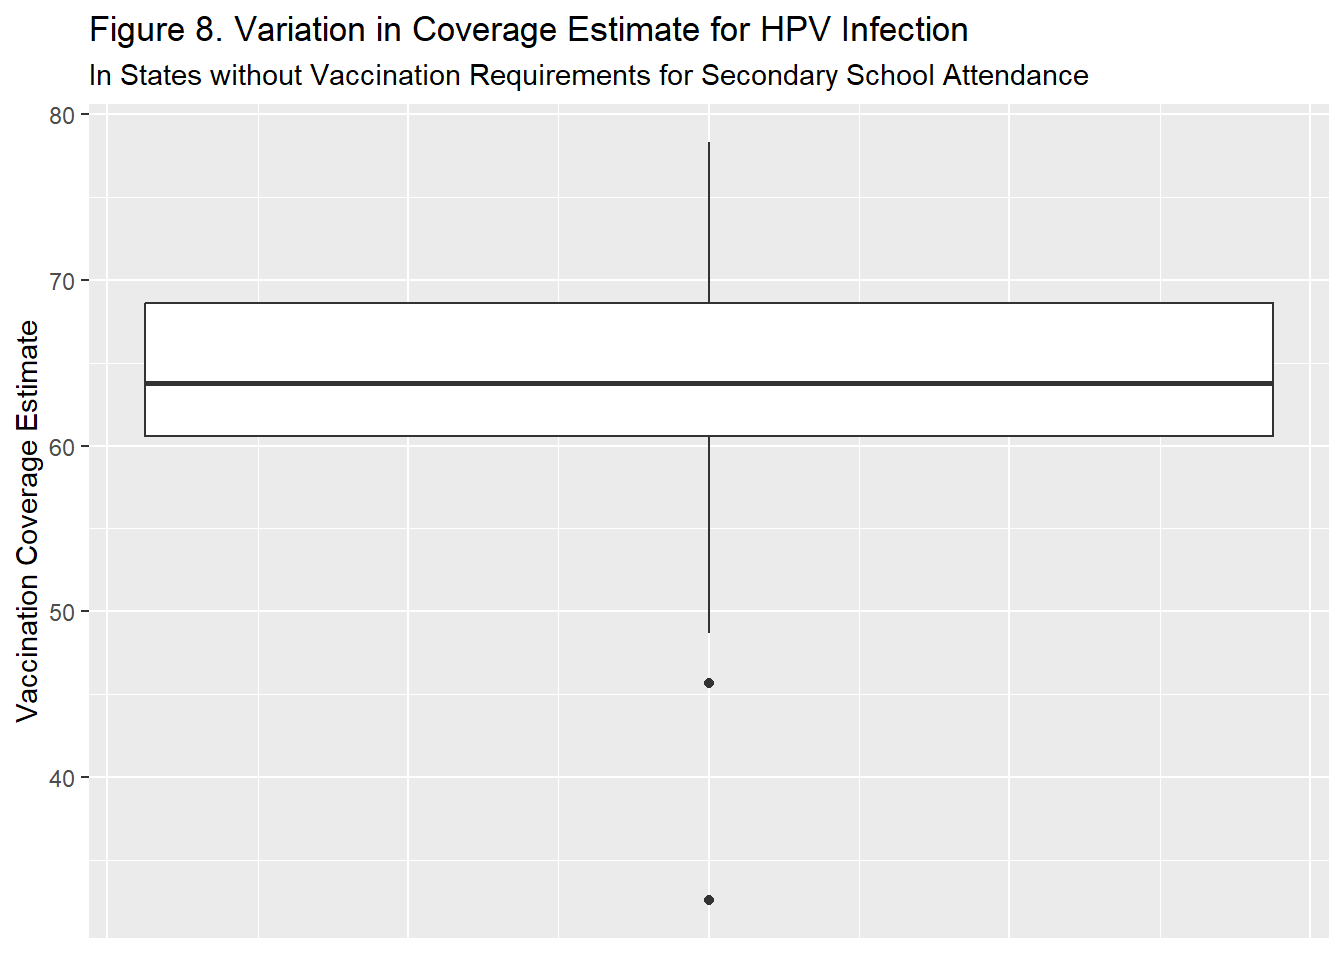 Figure 8. Variation in Coverage Estimate for HPV Infection
In States without Vaccination Requirements for Secondary School Attendance
Vaccination Coverage Estimate
80
70
60
50
40